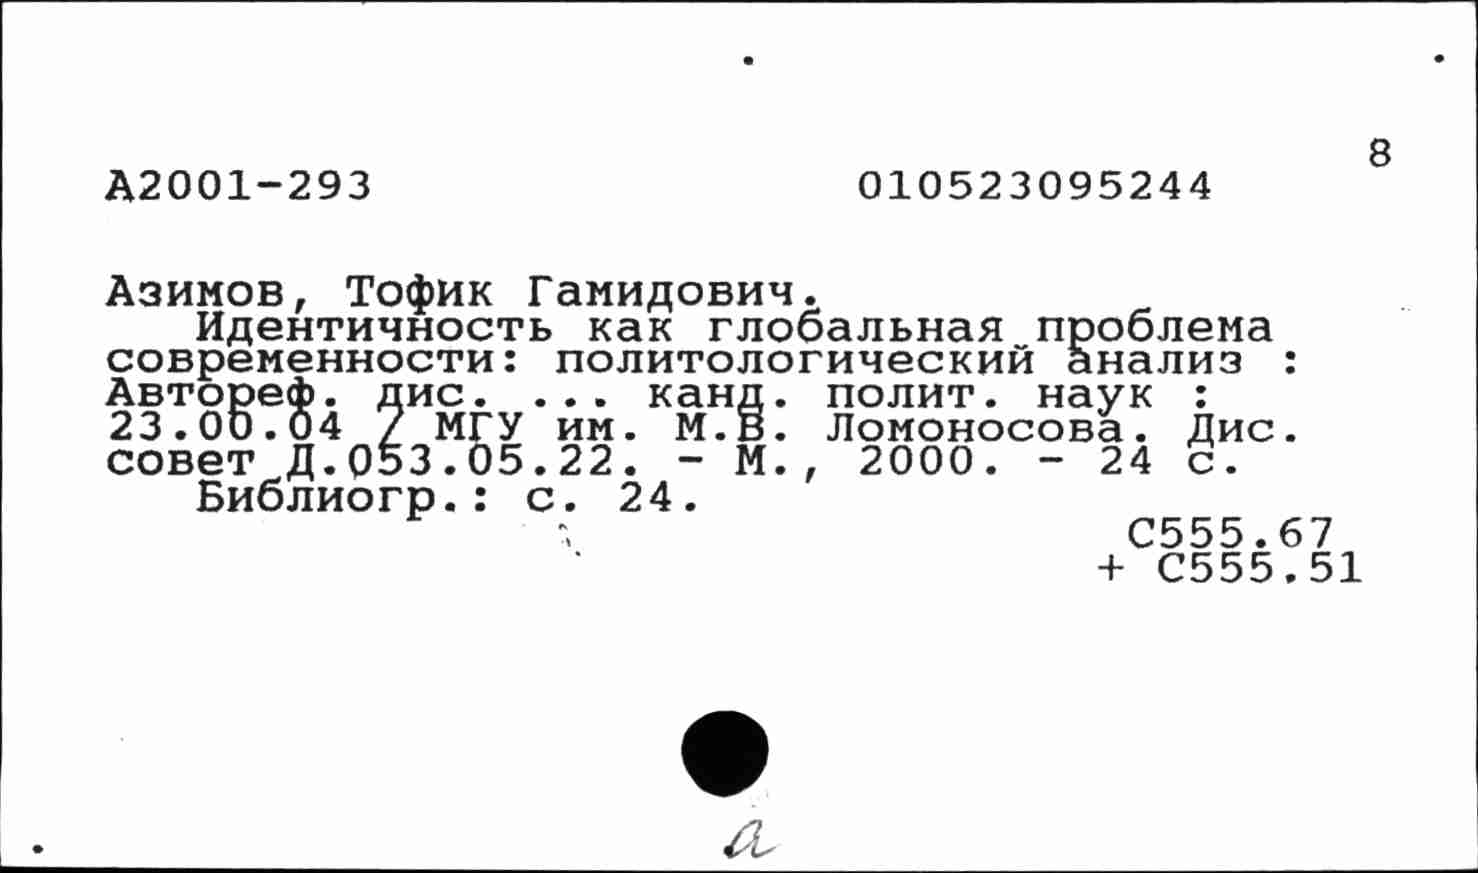 8
А2001-293 010523095244
Азимов, Тофик Гамидович.
Идентичность как глобальная проблема
современности: политологический анализ :
Автореф. дис. ... канд. полит. наук :
23.00.04 / МГУ им. М.В. Ломоносова. Дис.
совет Д.053.05.22. - М., 2000. - 24 с.
Библиогр.: с. 24.
С555.67
+ С555.51
а